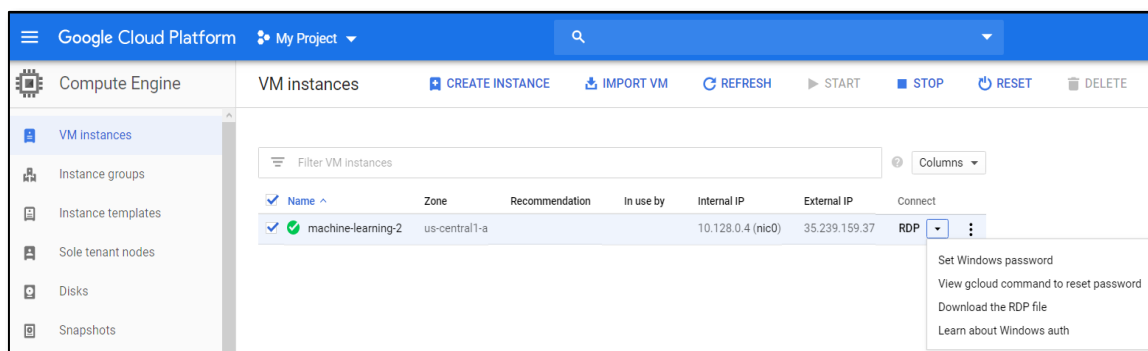 Google Cloud Platform My Project
Compute Engine VM instances CREATE INSTANCE IMPORT VM REFRESH START STOP RESET DELETE
VM instances
Instance groups
Instance templates
Sole tenant nodes
Disks
Snapshots
Filter VM instances Columns
Name Zone Recommendation In use by Internal IP External IP Connect
machine-learning-2 us-central1-a 10.128.0.4 (nic0) 35.239.159.37 RDP
Set Windows password
View gcloud command to reset password
Download the RDP file
Learn about Windows auth